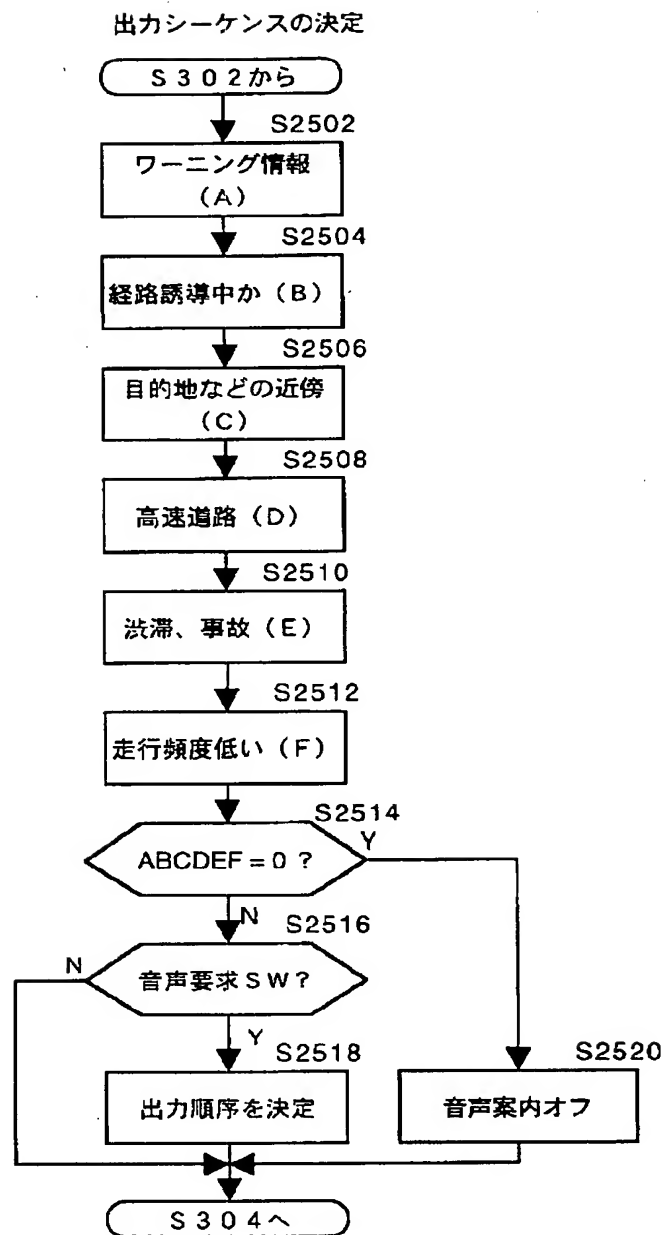 出力シーケンスの決定
S302から
S2502
ワーニング情報
(A)
S2504
経路誘導中か(B)
S2506
目的地などの近傍
(C)
S2508
高速道路(D)
S2510
渋滞、事故(E)
S2512
走行頻度低い(F)
S2514
ABCDEF=0?
Y
N
S2516
音声要求SW?
N
Y
S2518
出力順序を決定
S2520
音声案内オフ
S304へ